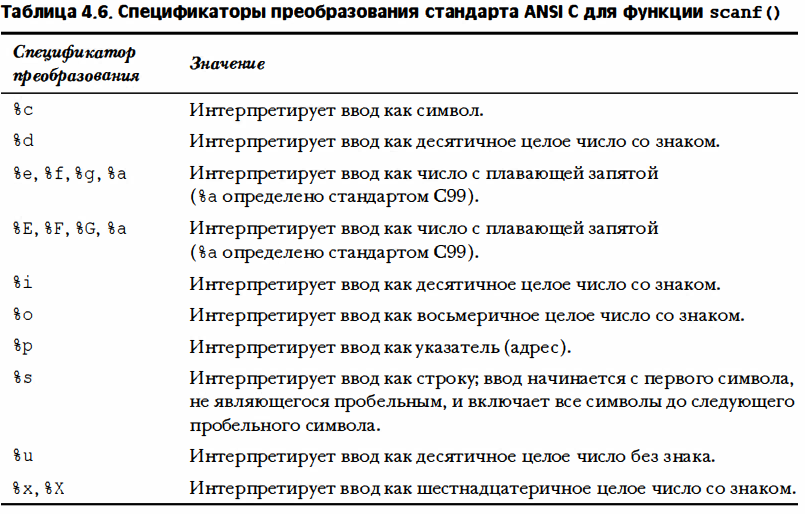 Таблица 4.6. Спецификаторы преобразования стандарта ANSI C для функции scanf()
Спецификатор
преобразования
Значение
%c Интерпретирует ввод как символ.
%d Интерпретирует ввод как десятичное целое число со знаком.
%e, %f, %g, %a Интерпретирует ввод как число с плавающей запятой
(%a определено стандартом C99).
%E, %F, %G, %a Интерпретирует ввод как число с плавающей запятой
(%a определено стандартом C99).
%i Интерпретирует ввод как десятичное целое число со знаком.
%o Интерпретирует ввод как восьмеричное целое число со знаком.
%p Интерпретирует ввод как указатель (адрес).
%s Интерпретирует ввод как строку; ввод начинается с первого символа,
не являющегося пробельным, и включает все символы до следующего
пробельного символа.
%u Интерпретирует ввод как десятичное целое число без знака.
%x, %X Интерпретирует ввод как шестнадцатеричное целое число со знаком.